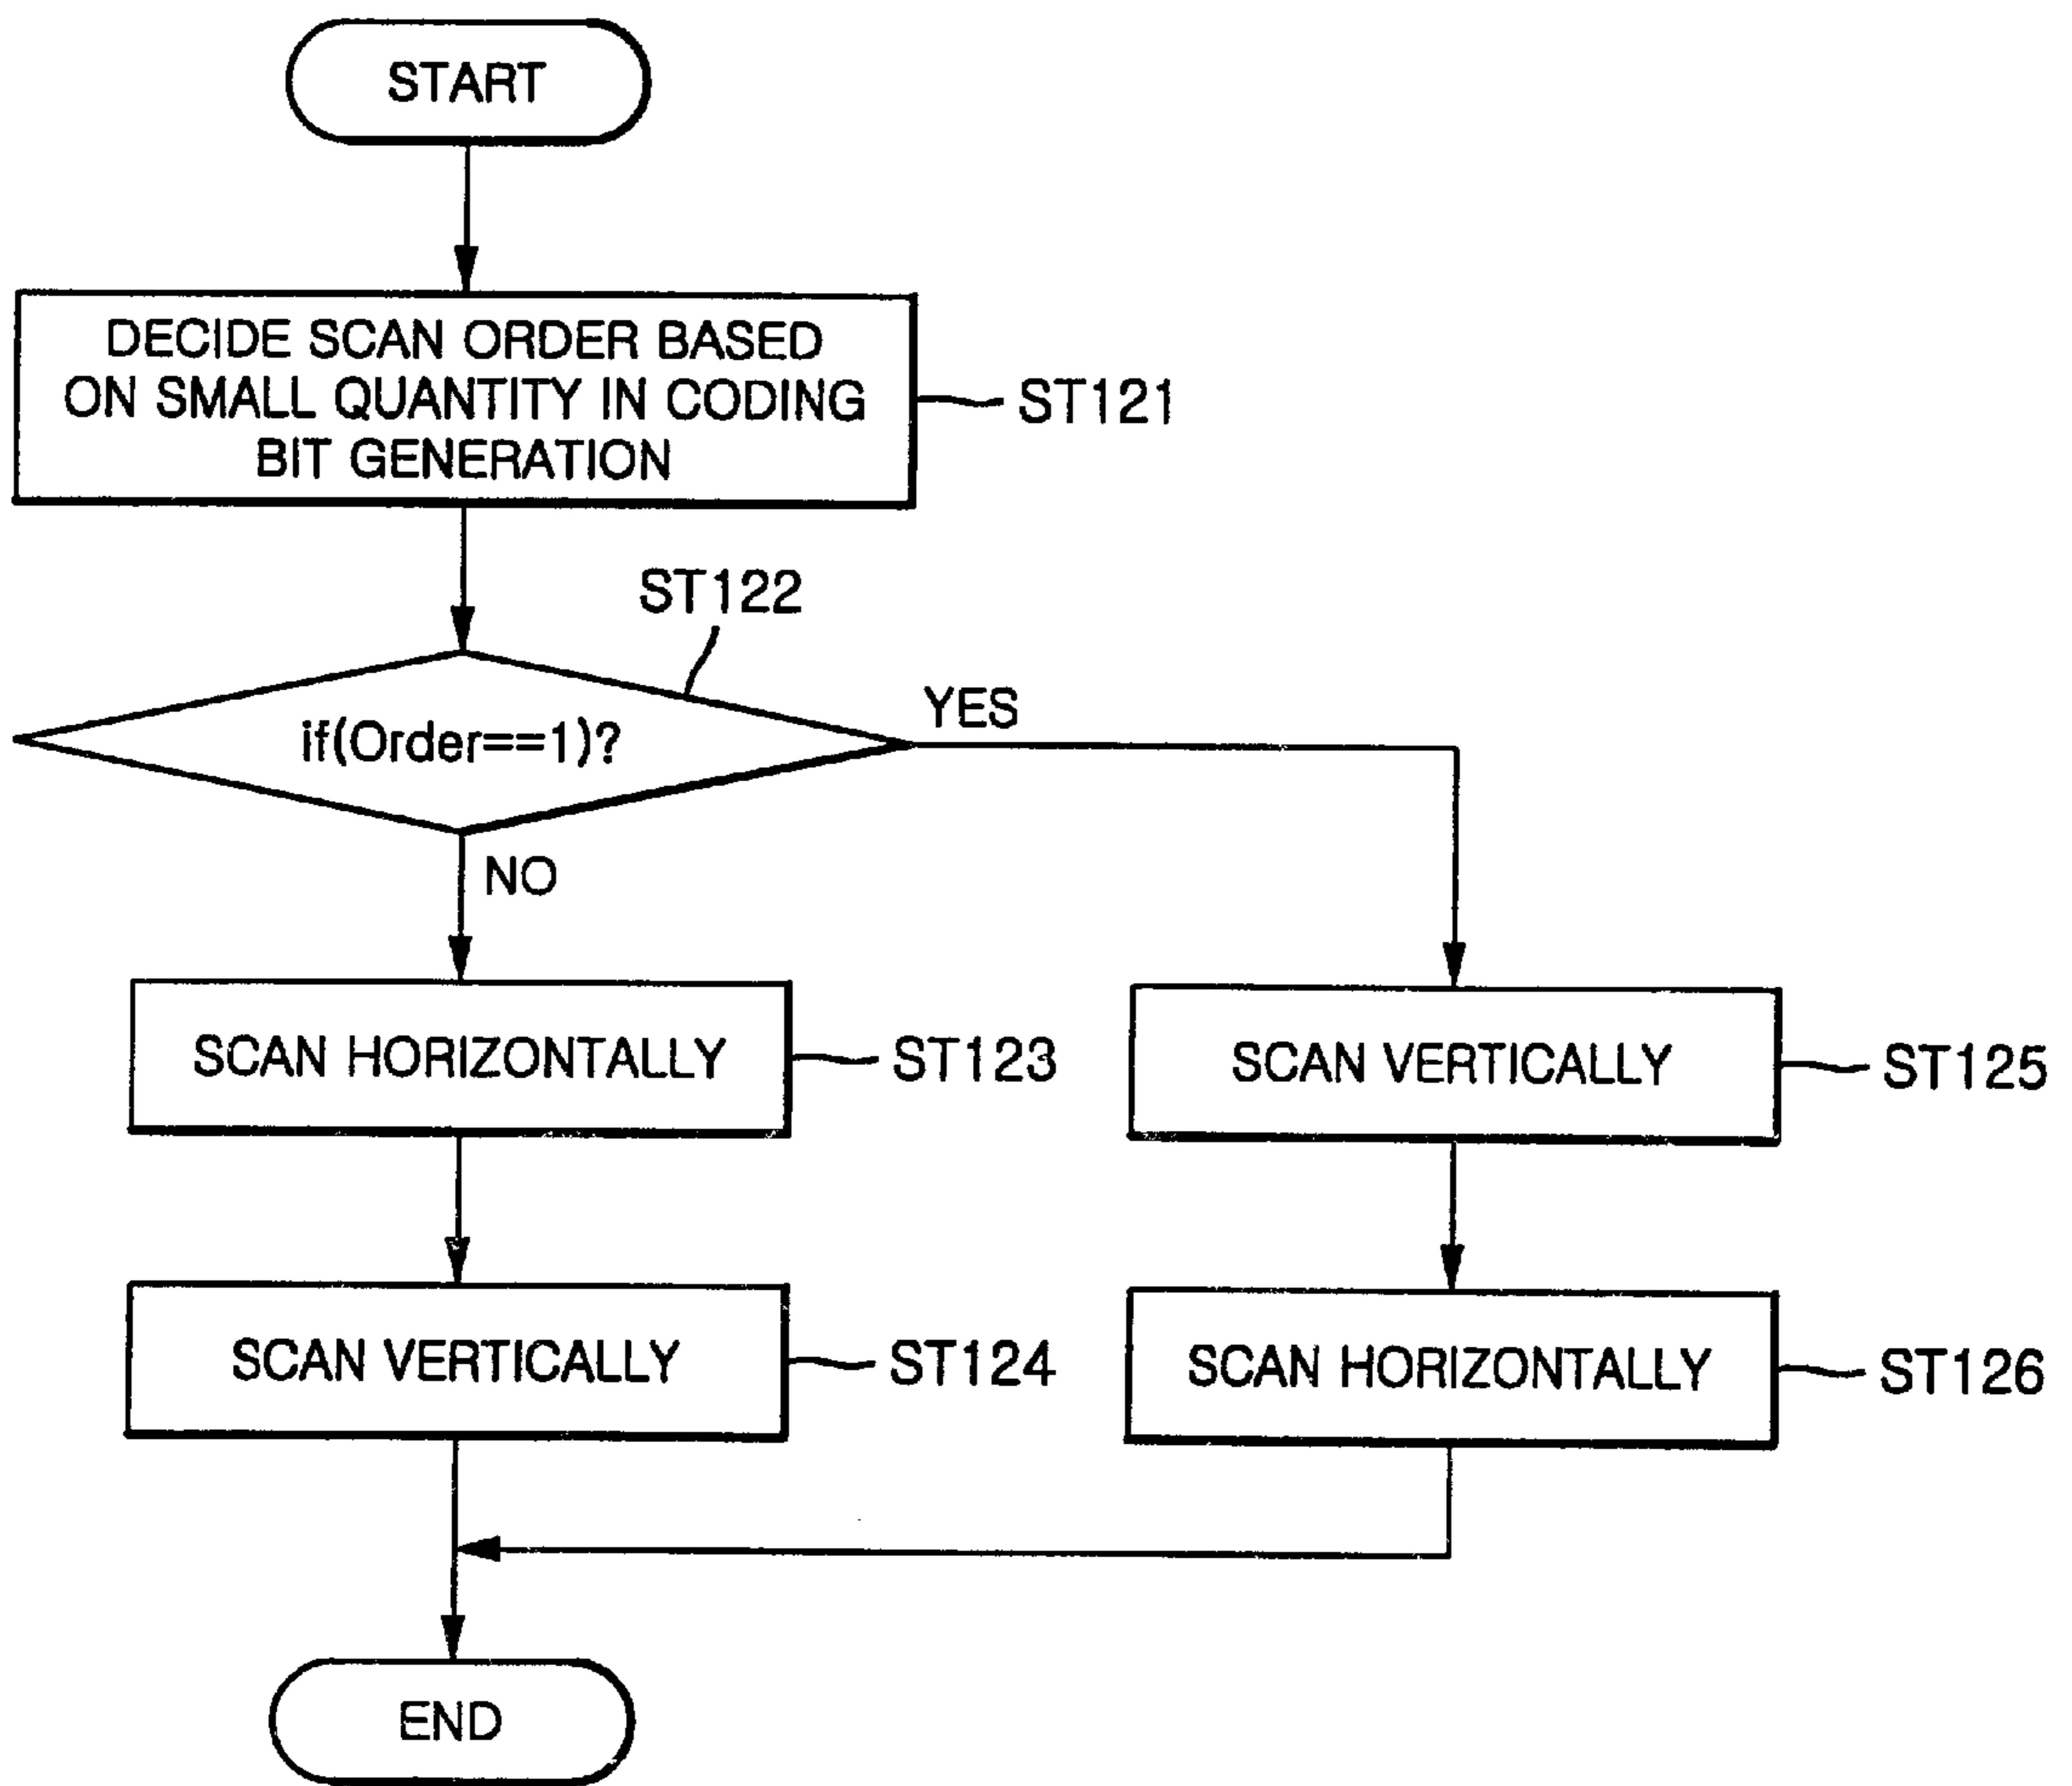 START
DECIDE SCAN ORDER BASED
ON SMALL QUANTITY IN CODING
BIT GENERATION
ST121
ST122
if(Order==1)?
YES
NO
SCAN HORIZONTALLY
ST123
SCAN VERTICALLY
ST125
SCAN VERTICALLY
ST124
SCAN HORIZONTALLY
ST126
END